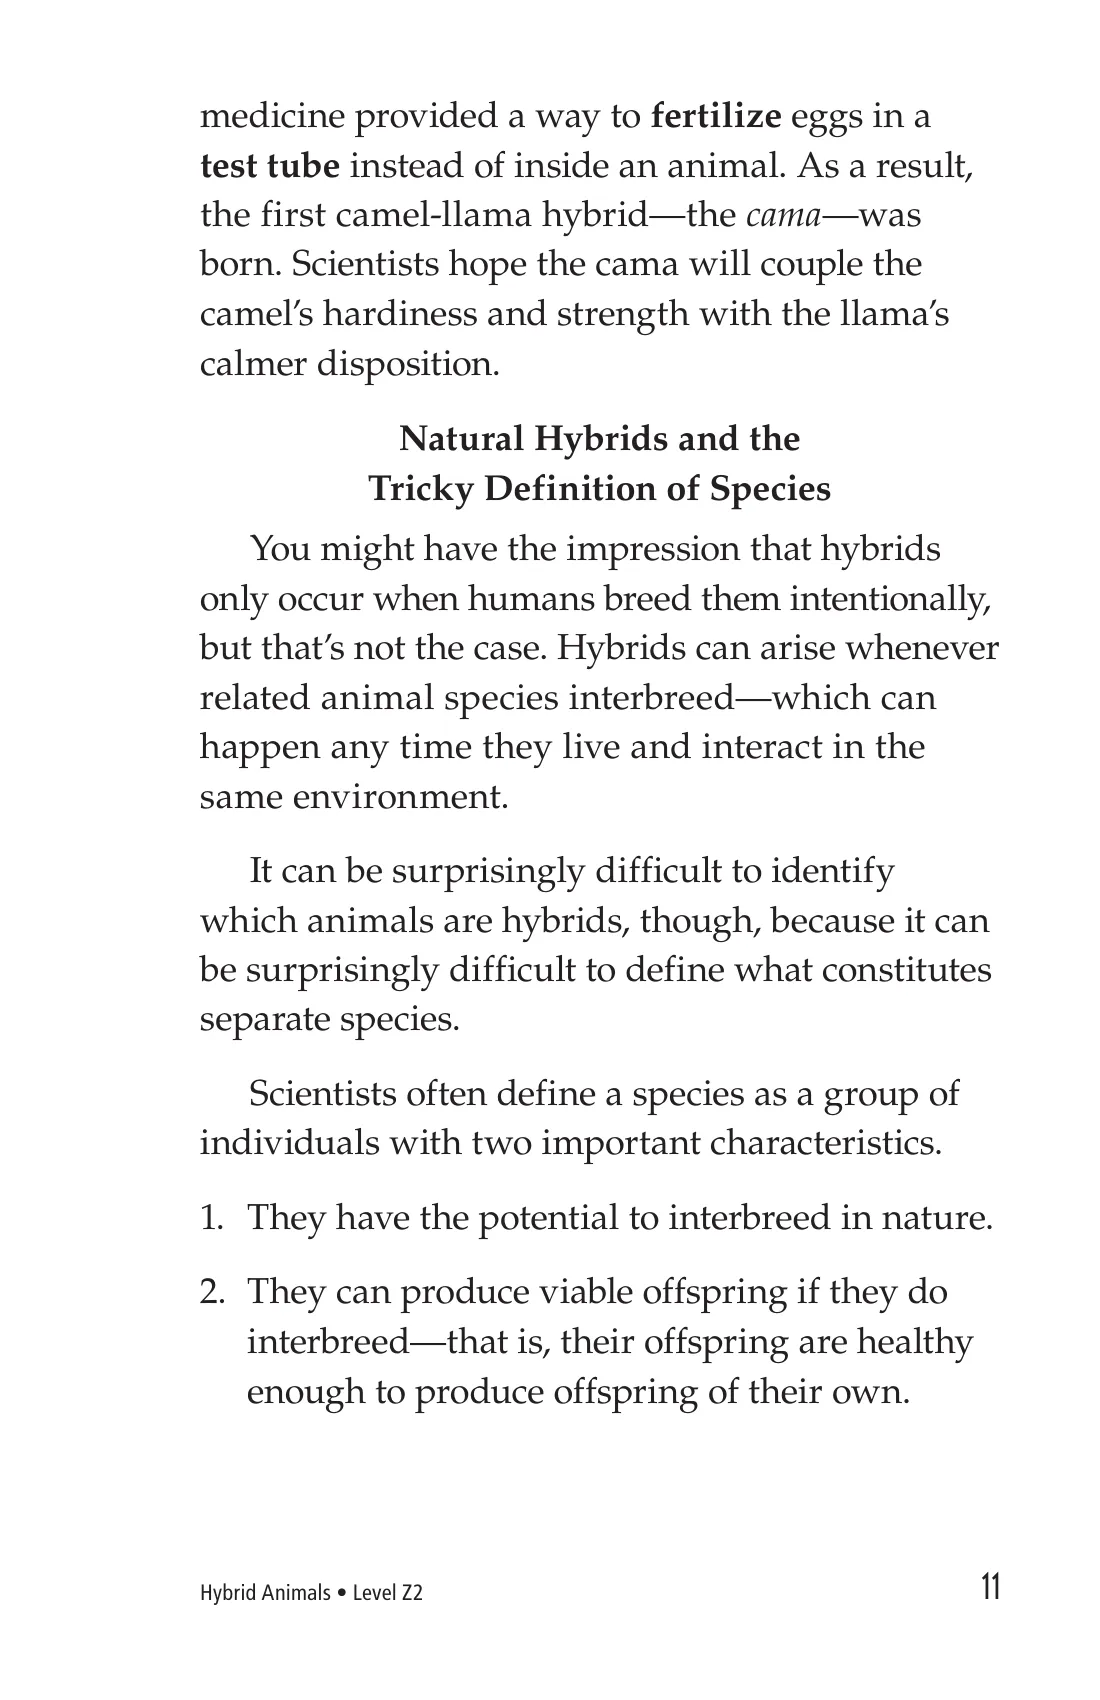 medicine provided a way to fertilize eggs in a
test tube instead of inside an animal. As a result,
the first camel-llama hybrid—the cama—was
born. Scientists hope the cama will couple the
camel’s hardiness and strength with the llama’s
calmer disposition.
Natural Hybrids and the
Tricky Definition of Species
You might have the impression that hybrids
only occur when humans breed them intentionally,
but that’s not the case. Hybrids can arise whenever
related animal species interbreed—which can
happen any time they live and interact in the
same environment.
It can be surprisingly difficult to identify
which animals are hybrids, though, because it can
be surprisingly difficult to define what constitutes
separate species.
Scientists often define a species as a group of
individuals with two important characteristics.
1. They have the potential to interbreed in nature.
2. They can produce viable offspring if they do
interbreed—that is, their offspring are healthy
enough to produce offspring of their own.
Hybrid Animals • Level Z2
11